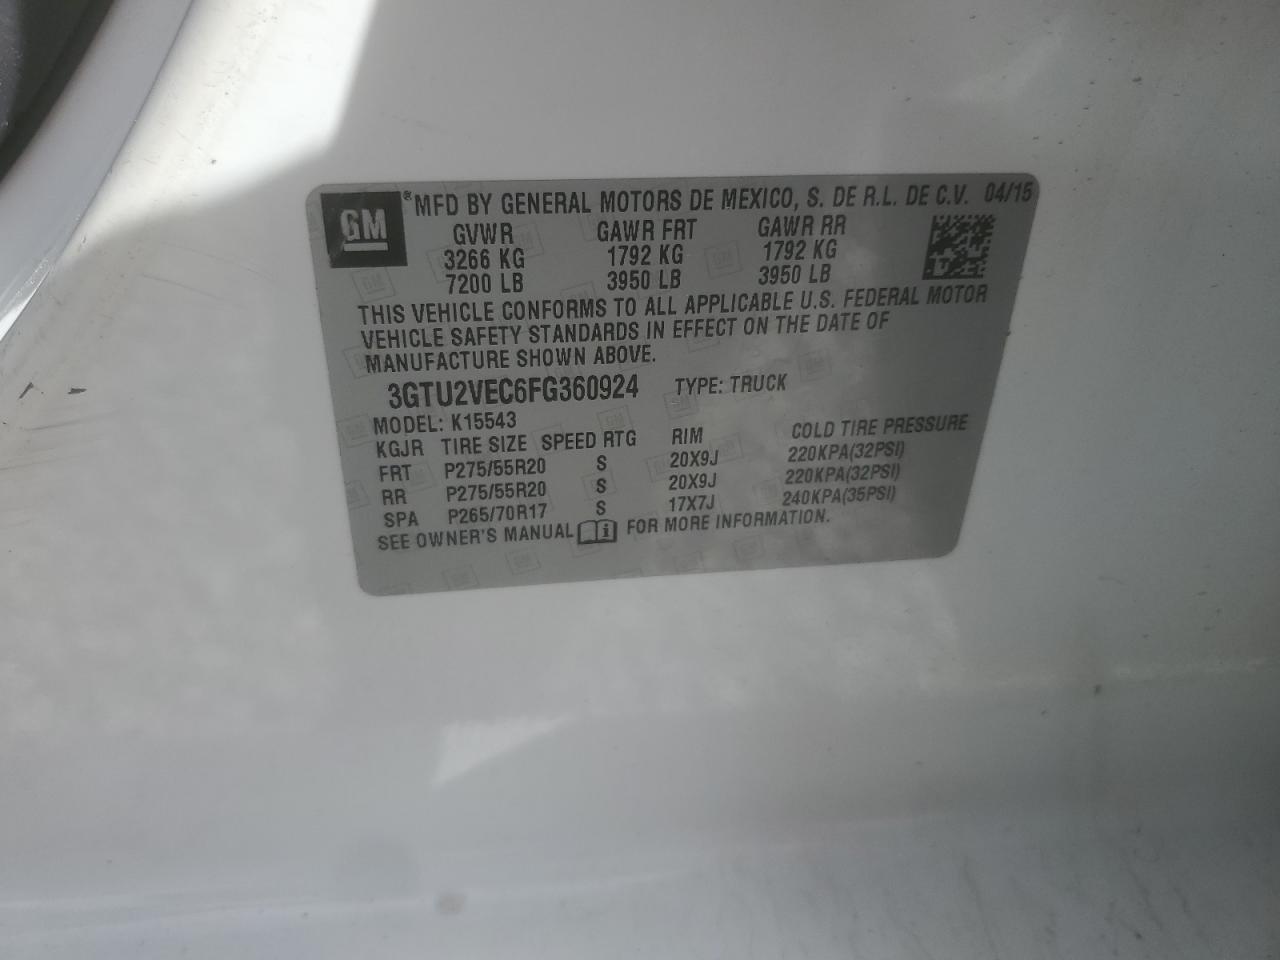 GM ® MFD BY GENERAL MOTORS DE MEXICO, S. DE R.L. DE C.V. 04/15
GVWR GAWR FRT GAWR RR
3266 KG 1792 KG 1792 KG
7200 LB 3950 LB 3950 LB
THIS VEHICLE CONFORMS TO ALL APPLICABLE U.S. FEDERAL MOTOR
VEHICLE SAFETY STANDARDS IN EFFECT ON THE DATE OF
MANUFACTURE SHOWN ABOVE.
3GTU2VEC6FG360924 TYPE: TRUCK
MODEL: K15543
KGJR TIRE SIZE SPEED RTG RIM COLD TIRE PRESSURE
FRT P275/55R20 S 20X9J 220KPA(32PSI)
RR P275/55R20 S 20X9J 220KPA(32PSI)
SPA P265/70R17 S 17X7J 240KPA(35PSI)
SEE OWNER'S MANUAL i FOR MORE INFORMATION.